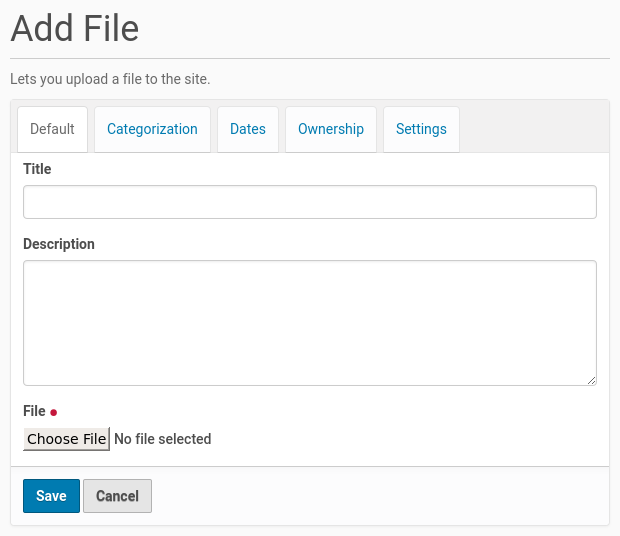 Add File
Lets you upload a file to the site.
Default Categorization Dates Ownership Settings
Title
Description
File
Choose File No file selected
Save Cancel